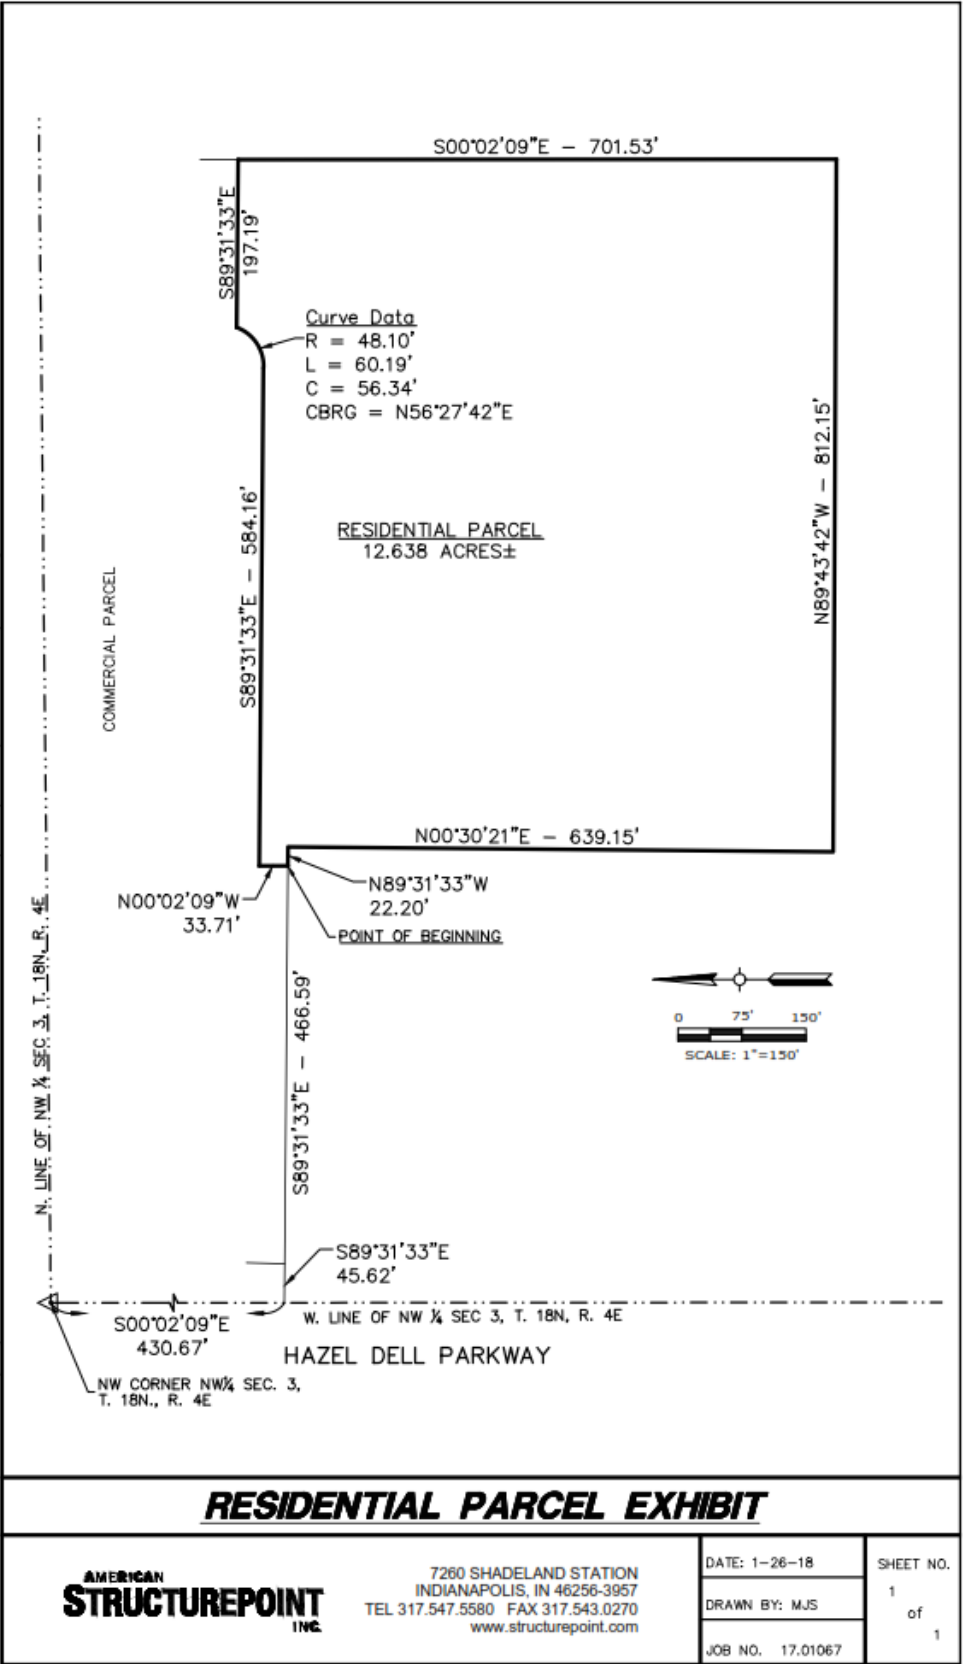 S00°02'09"E – 701.53'
S89°31'33"E
197.19'
Curve Data
R = 48.10'
L = 60.19'
C = 56.34'
CBRG = N56°27'42"E
N89°43'42"W – 812.15'
S89°31'33"E – 584.16'
RESIDENTIAL PARCEL
12.638 ACRES±
COMMERCIAL PARCEL
N00°30'21"E – 639.15'
N89°31'33"W
22.20'
N00°02'09"W
33.71'
POINT OF BEGINNING
N. LINE OF NW ¼ SEC 3, T. 18N, R. 4E
S89°31'33"E – 466.59'
0 75' 150'
SCALE: 1"=150'
S89°31'33"E
45.62'
S00°02'09"E
430.67'
W. LINE OF NW ¼ SEC 3, T. 18N, R. 4E
HAZEL DELL PARKWAY
NW CORNER NW¼ SEC. 3,
T. 18N., R. 4E
RESIDENTIAL PARCEL EXHIBIT
AMERICAN
STRUCTUREPOINT
INC.
7260 SHADELAND STATION
INDIANAPOLIS, IN 46256-3957
TEL 317.547.5580 FAX 317.543.0270
www.structurepoint.com
DATE: 1-26-18
DRAWN BY: MJS
JOB NO. 17.01067
SHEET NO.
1
of
1